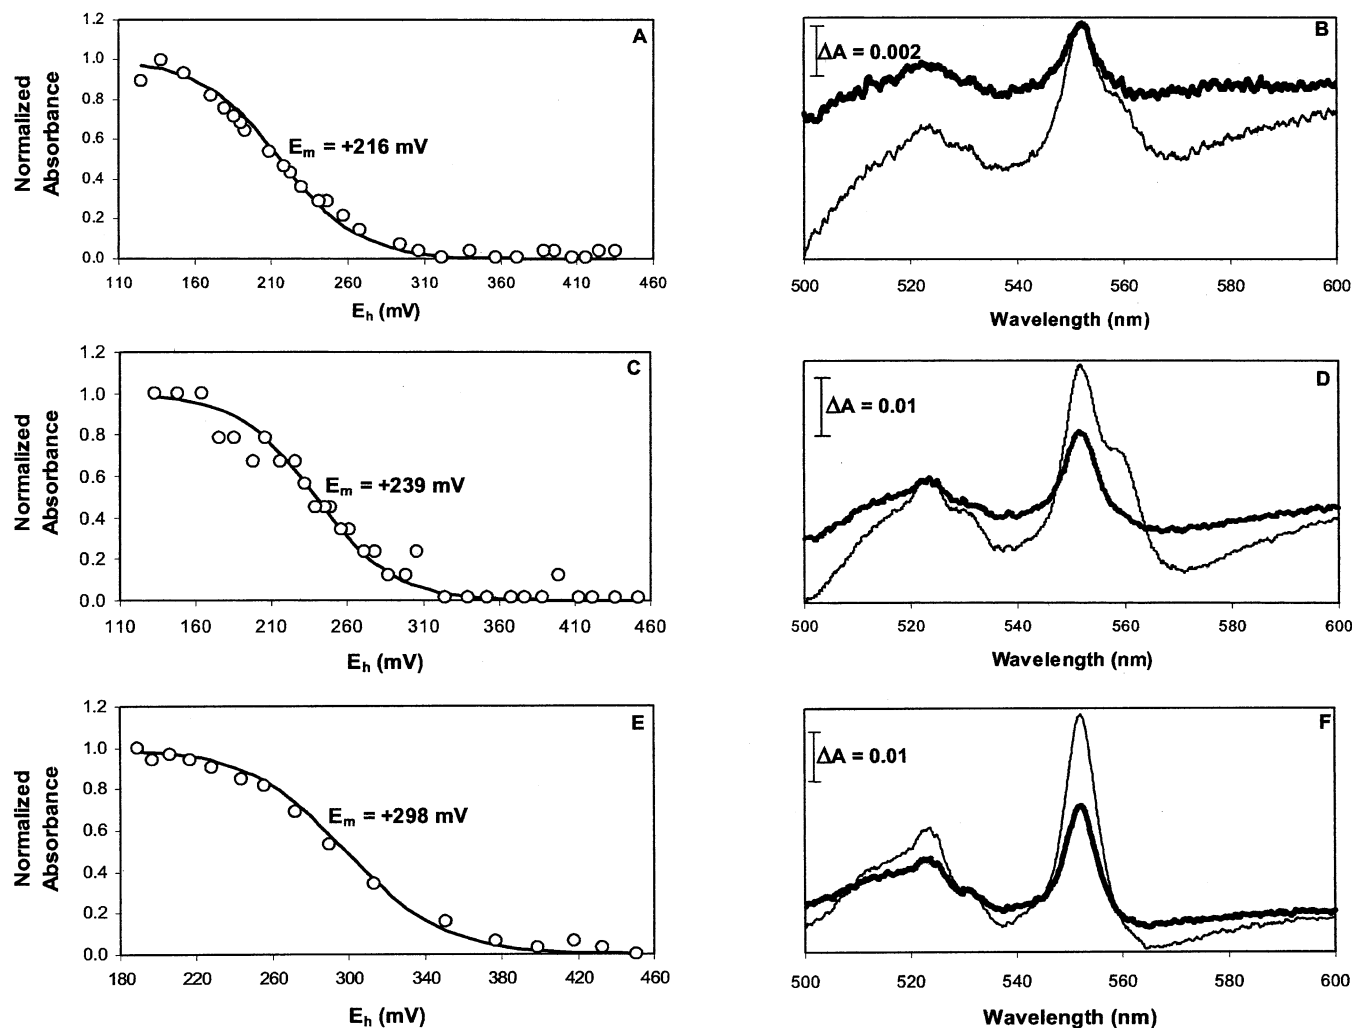 A
Normalized
Absorbance
1.2
1.0
0.8
0.6
0.4
0.2
0.0
Em = +216 mV
110 160 210 260 310 360 410 460
Eh (mV)
B
ΔA = 0.002
500 520 540 560 580 600
Wavelength (nm)
C
Normalized
Absorbance
1.2
1.0
0.8
0.6
0.4
0.2
0.0
Em = +239 mV
110 160 210 260 310 360 410 460
Eh (mV)
D
ΔA = 0.01
500 520 540 560 580 600
Wavelength (nm)
E
Normalized
Absorbance
1.2
1.0
0.8
0.6
0.4
0.2
0.0
Em = +298 mV
180 220 260 300 340 380 420 460
Eh (mV)
F
ΔA = 0.01
500 520 540 560 580 600
Wavelength (nm)